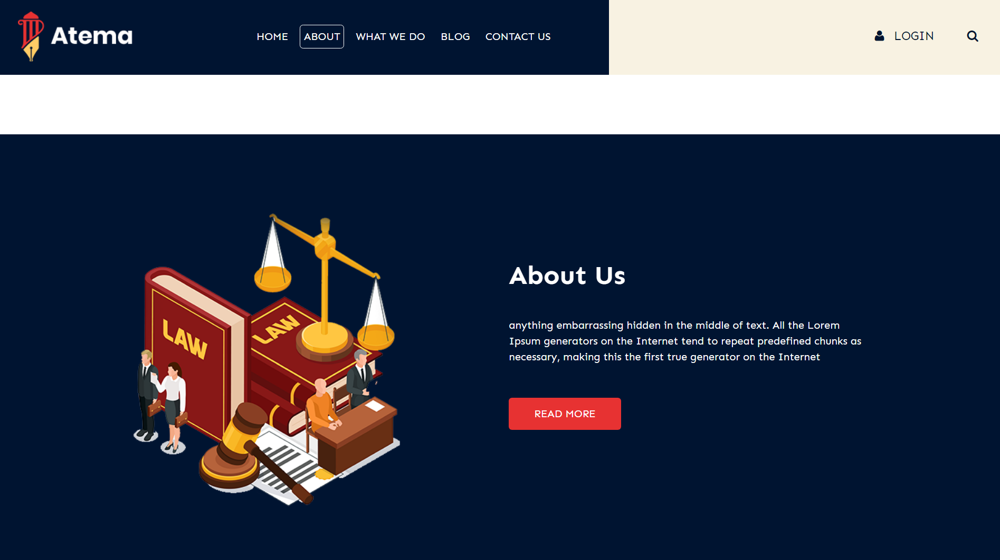 Atema
HOME ABOUT WHAT WE DO BLOG CONTACT US
LOGIN
LAW
LAW
About Us
anything embarrassing hidden in the middle of text. All the Lorem
Ipsum generators on the Internet tend to repeat predefined chunks as
necessary, making this the first true generator on the Internet
READ MORE